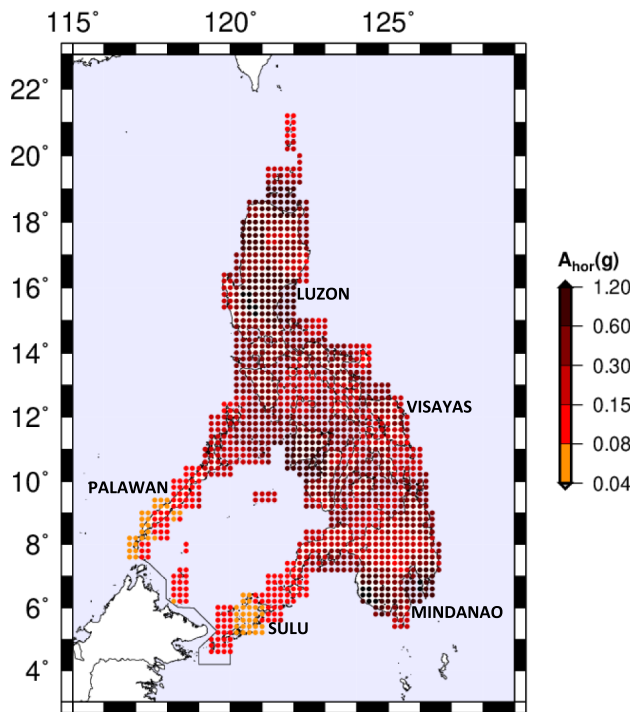 115° 120° 125°
22°
20°
18°
16°
14°
12°
10°
8°
6°
4°
LUZON
VISAYAS
PALAWAN
MINDANAO
SULU
Ahor(g)
1.20
0.60
0.30
0.15
0.08
0.04